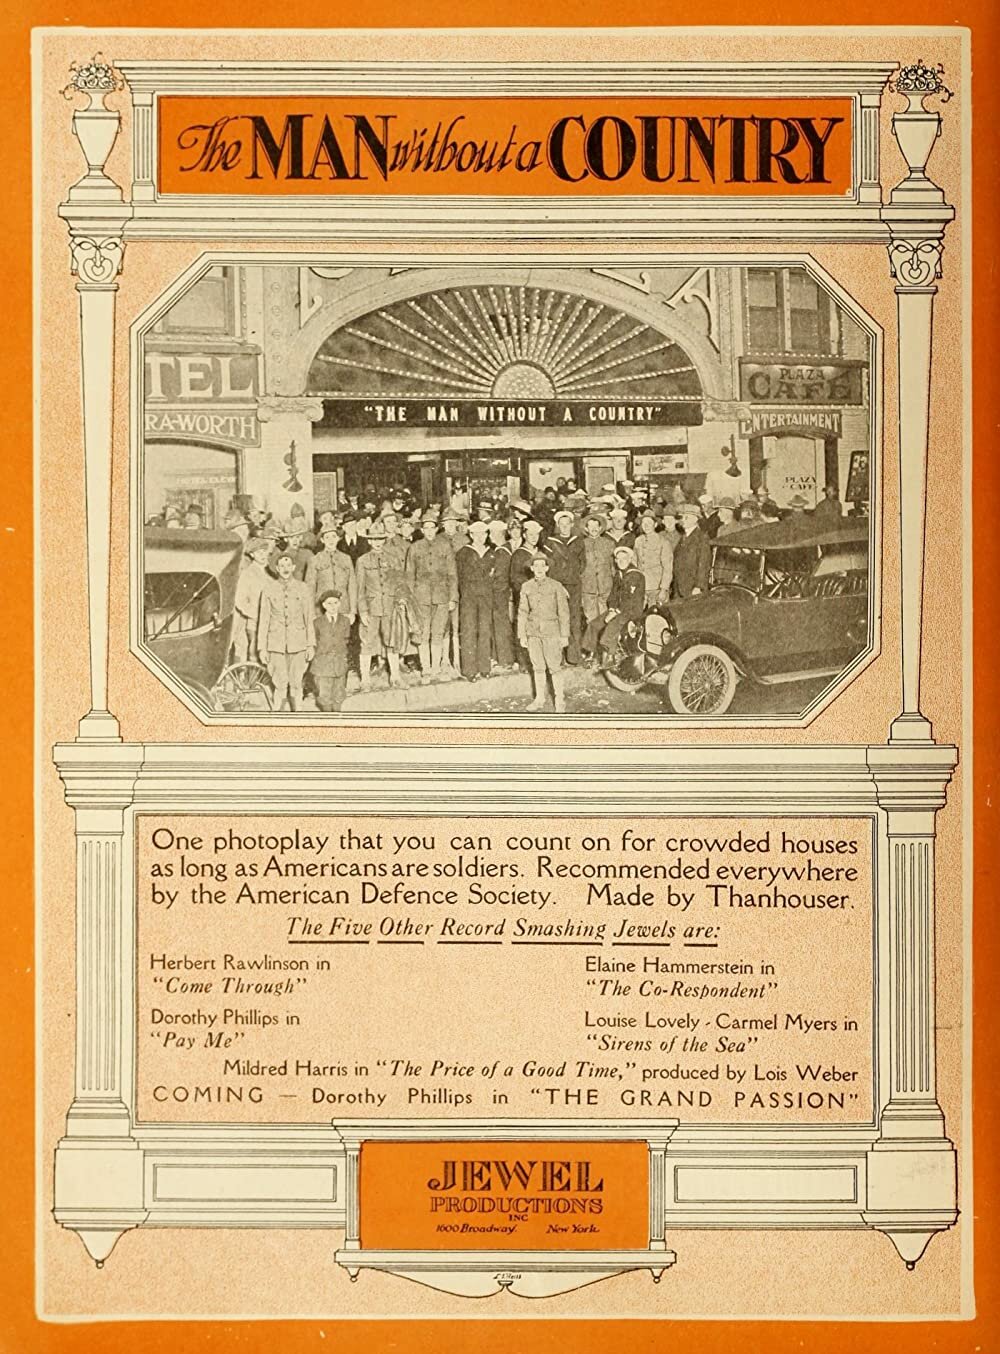 The MAN without a COUNTRY
TEL
RA-WORTH
PLAZA
CAFE
ENTERTAINMENT
PLAZA
CAFE
"THE MAN WITHOUT A COUNTRY"
One photoplay that you can count on for crowded houses
as long as Americans are soldiers. Recommended everywhere
by the American Defence Society. Made by Thanhouser.
The Five Other Record Smashing Jewels are:
Herbert Rawlinson in
"Come Through"
Elaine Hammerstein in
"The Co-Respondent"
Dorothy Phillips in
"Pay Me"
Louise Lovely - Carmel Myers in
"Sirens of the Sea"
Mildred Harris in "The Price of a Good Time," produced by Lois Weber
COMING — Dorothy Phillips in "THE GRAND PASSION"
JEWEL
PRODUCTIONS
INC
1600 Broadway. New York.